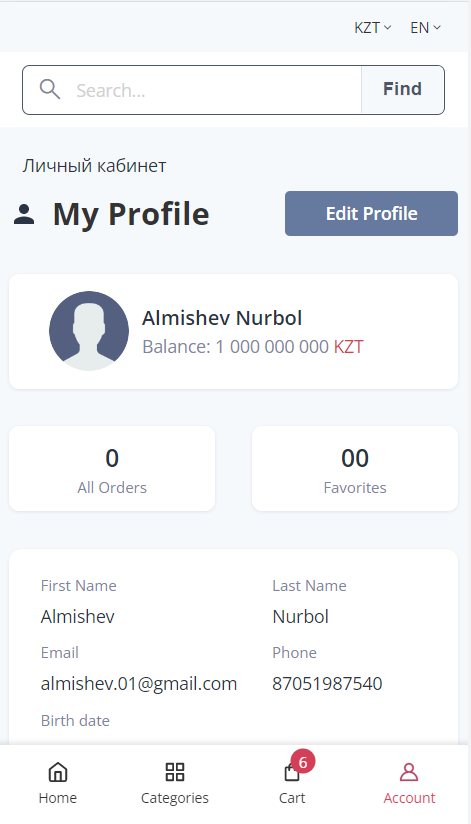 KZT EN
Search... Find
Личный кабинет
My Profile Edit Profile
Almishev Nurbol
Balance: 1 000 000 000 KZT
0 00
All Orders Favorites
First Name Last Name
Almishev Nurbol
Email Phone
almishev.01@gmail.com 87051987540
Birth date
6
Home Categories Cart Account